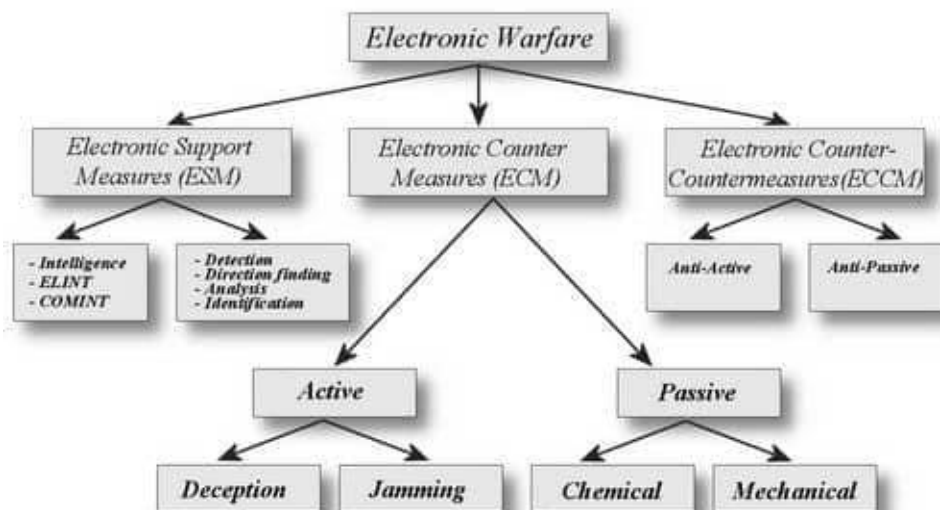 Electronic Warfare
Electronic Support
Measures (ESM)
Electronic Counter
Measures (ECM)
Electronic Counter-
Countermeasures(ECCM)
- Intelligence
- ELINT
- COMINT
- Detection
- Direction finding
- Analysis
- Identification
Anti-Active
Anti-Passive
Active
Passive
Deception
Jamming
Chemical
Mechanical